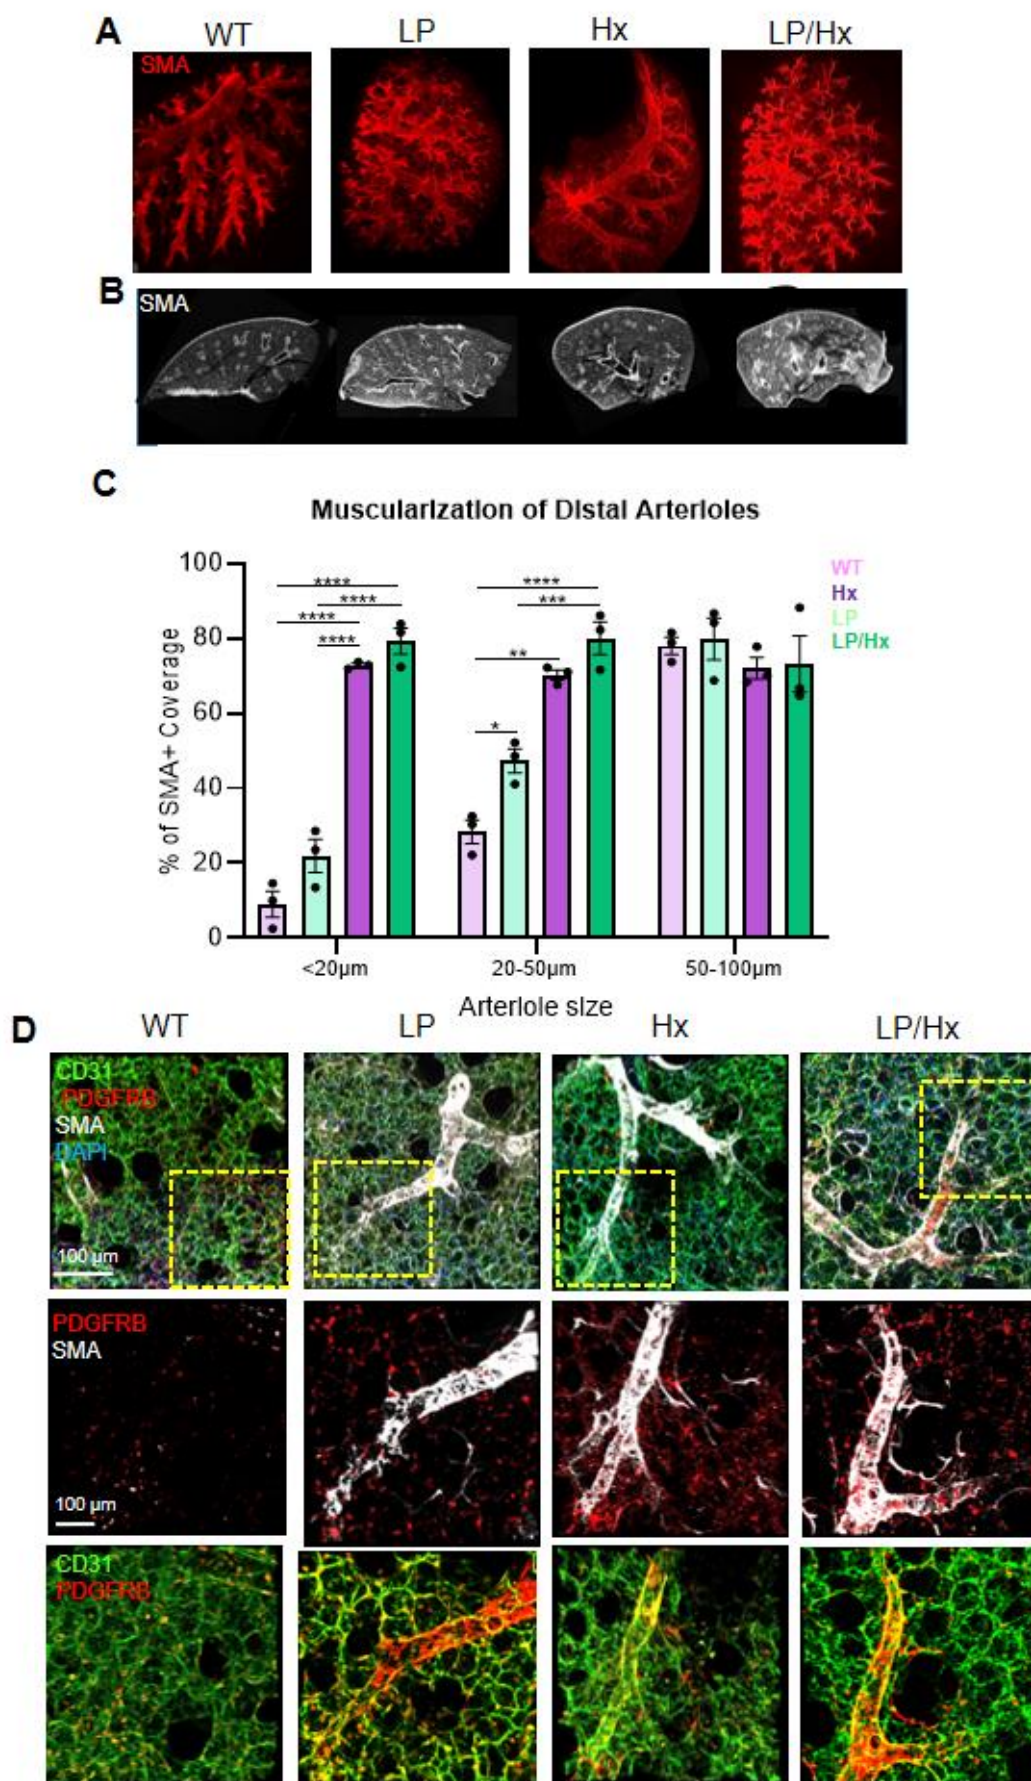 A
WT
LP
Hx
LP/Hx
SMA
B
SMA
C
Muscularization of Distal Arterioles
% of SMA+ Coverage
100
80
60
40
20
0
**** **** **** ****
**** *** ** *
WT
Hx
LP
LP/Hx
<20μm
20-50μm
50-100μm
Arteriole size
D
WT
LP
Hx
LP/Hx
CD31
PDGFRB
SMA
DAPI
100 μm
PDGFRB
SMA
100 μm
CD31
PDGFRB